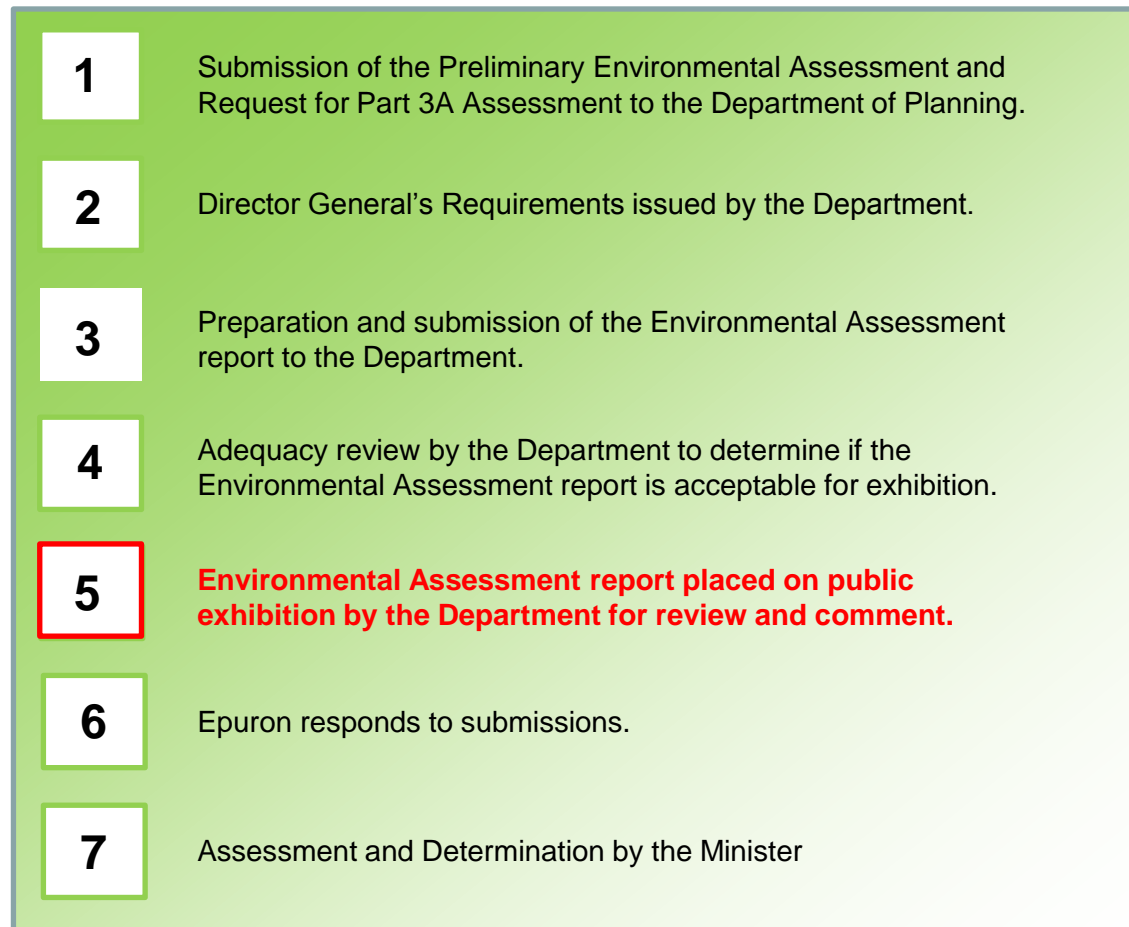 1
Submission of the Preliminary Environmental Assessment and
Request for Part 3A Assessment to the Department of Planning.
2
Director General’s Requirements issued by the Department.
3
Preparation and submission of the Environmental Assessment
report to the Department.
4
Adequacy review by the Department to determine if the
Environmental Assessment report is acceptable for exhibition.
5
Environmental Assessment report placed on public
exhibition by the Department for review and comment.
6
Epuron responds to submissions.
7
Assessment and Determination by the Minister